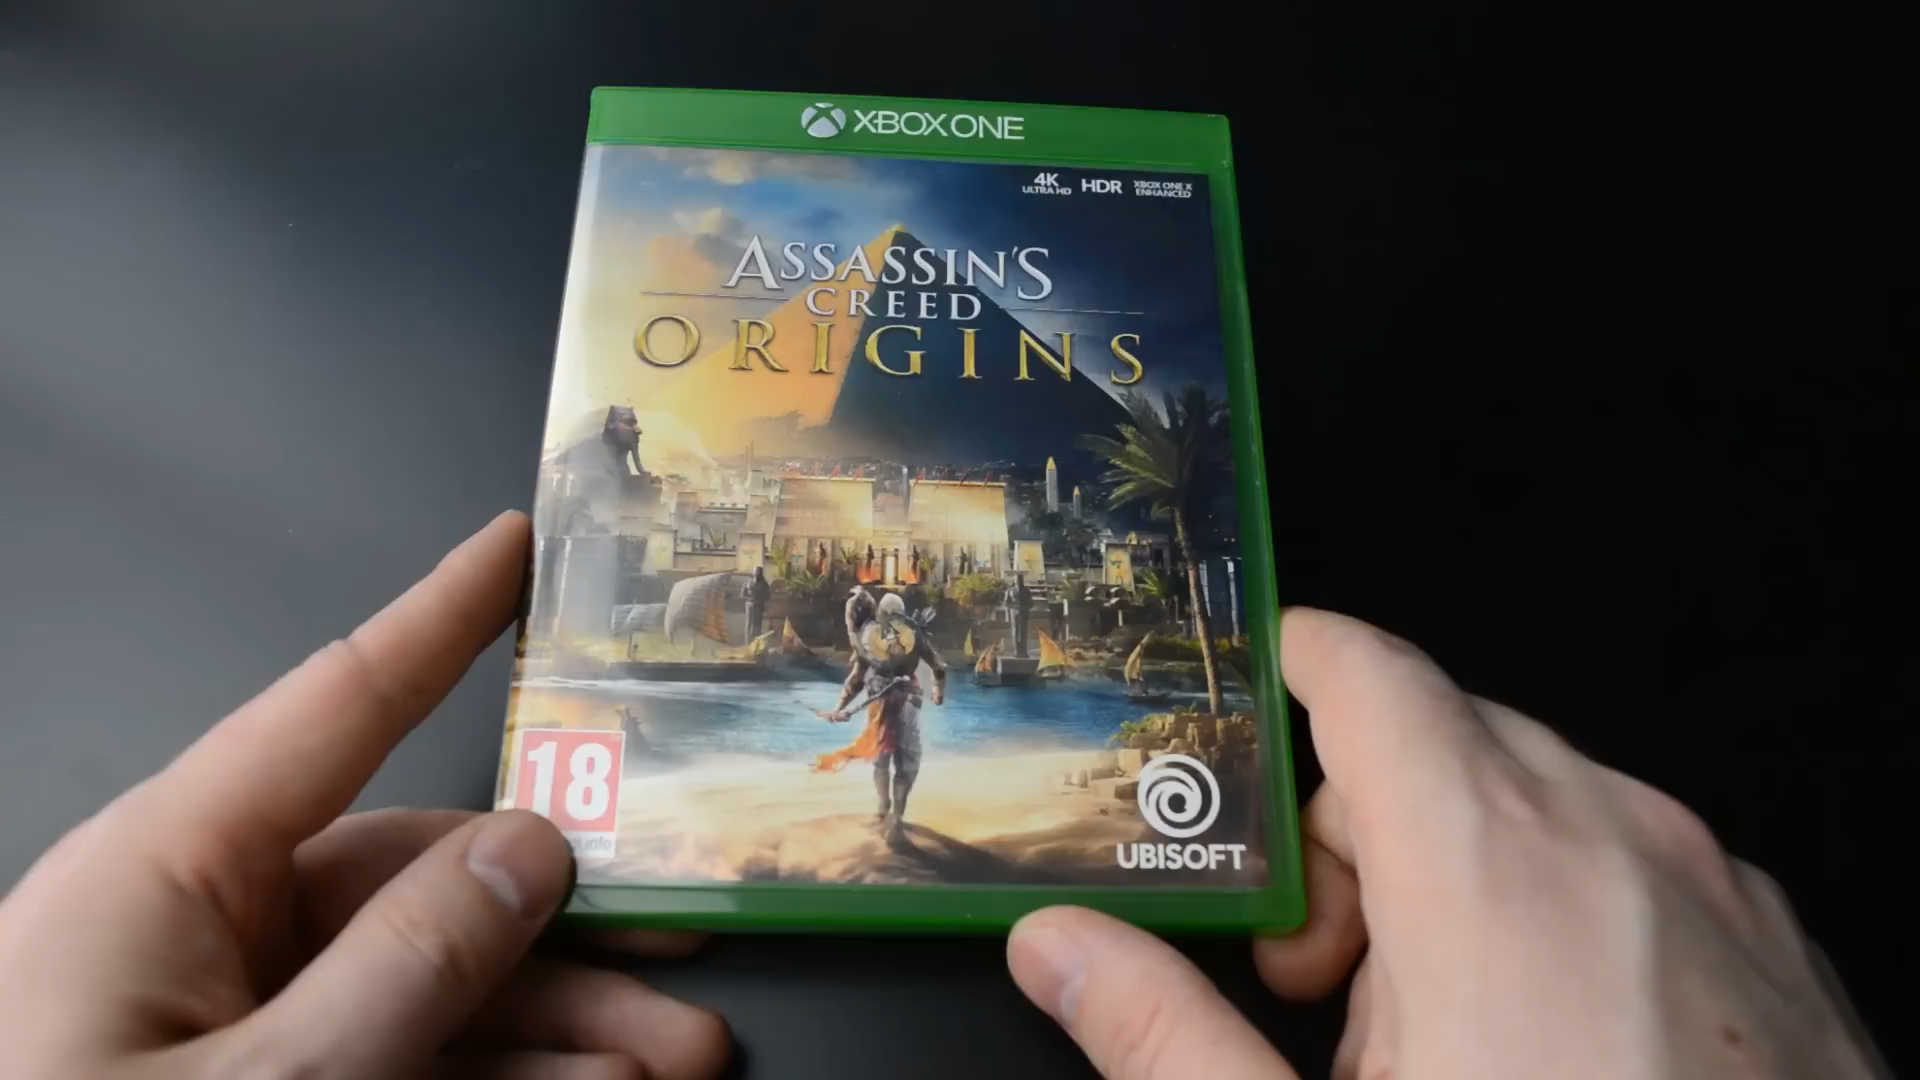 XBOX ONE
4K
ULTRA HD
HDR
XBOX ONE X
ENHANCED
ASSASSIN'S
CREED
ORIGINS
18
UBISOFT